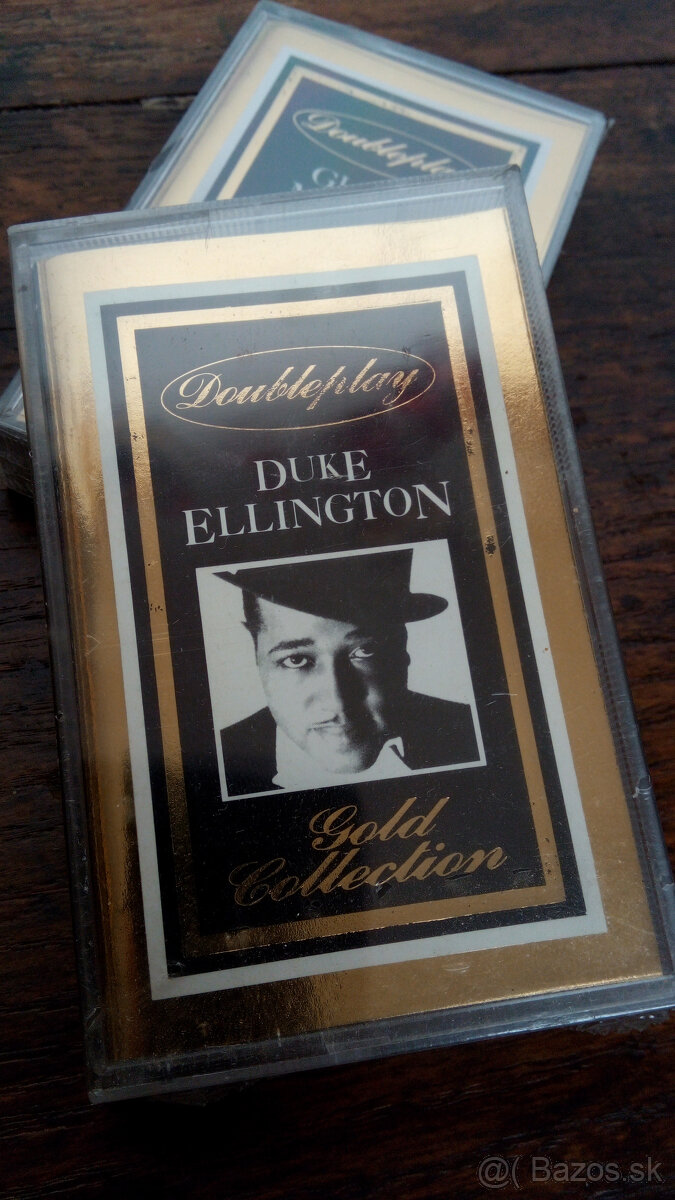 Doubleplay
Doubleplay
DUKE
ELLINGTON
Gold
Collection
@( Bazos.sk